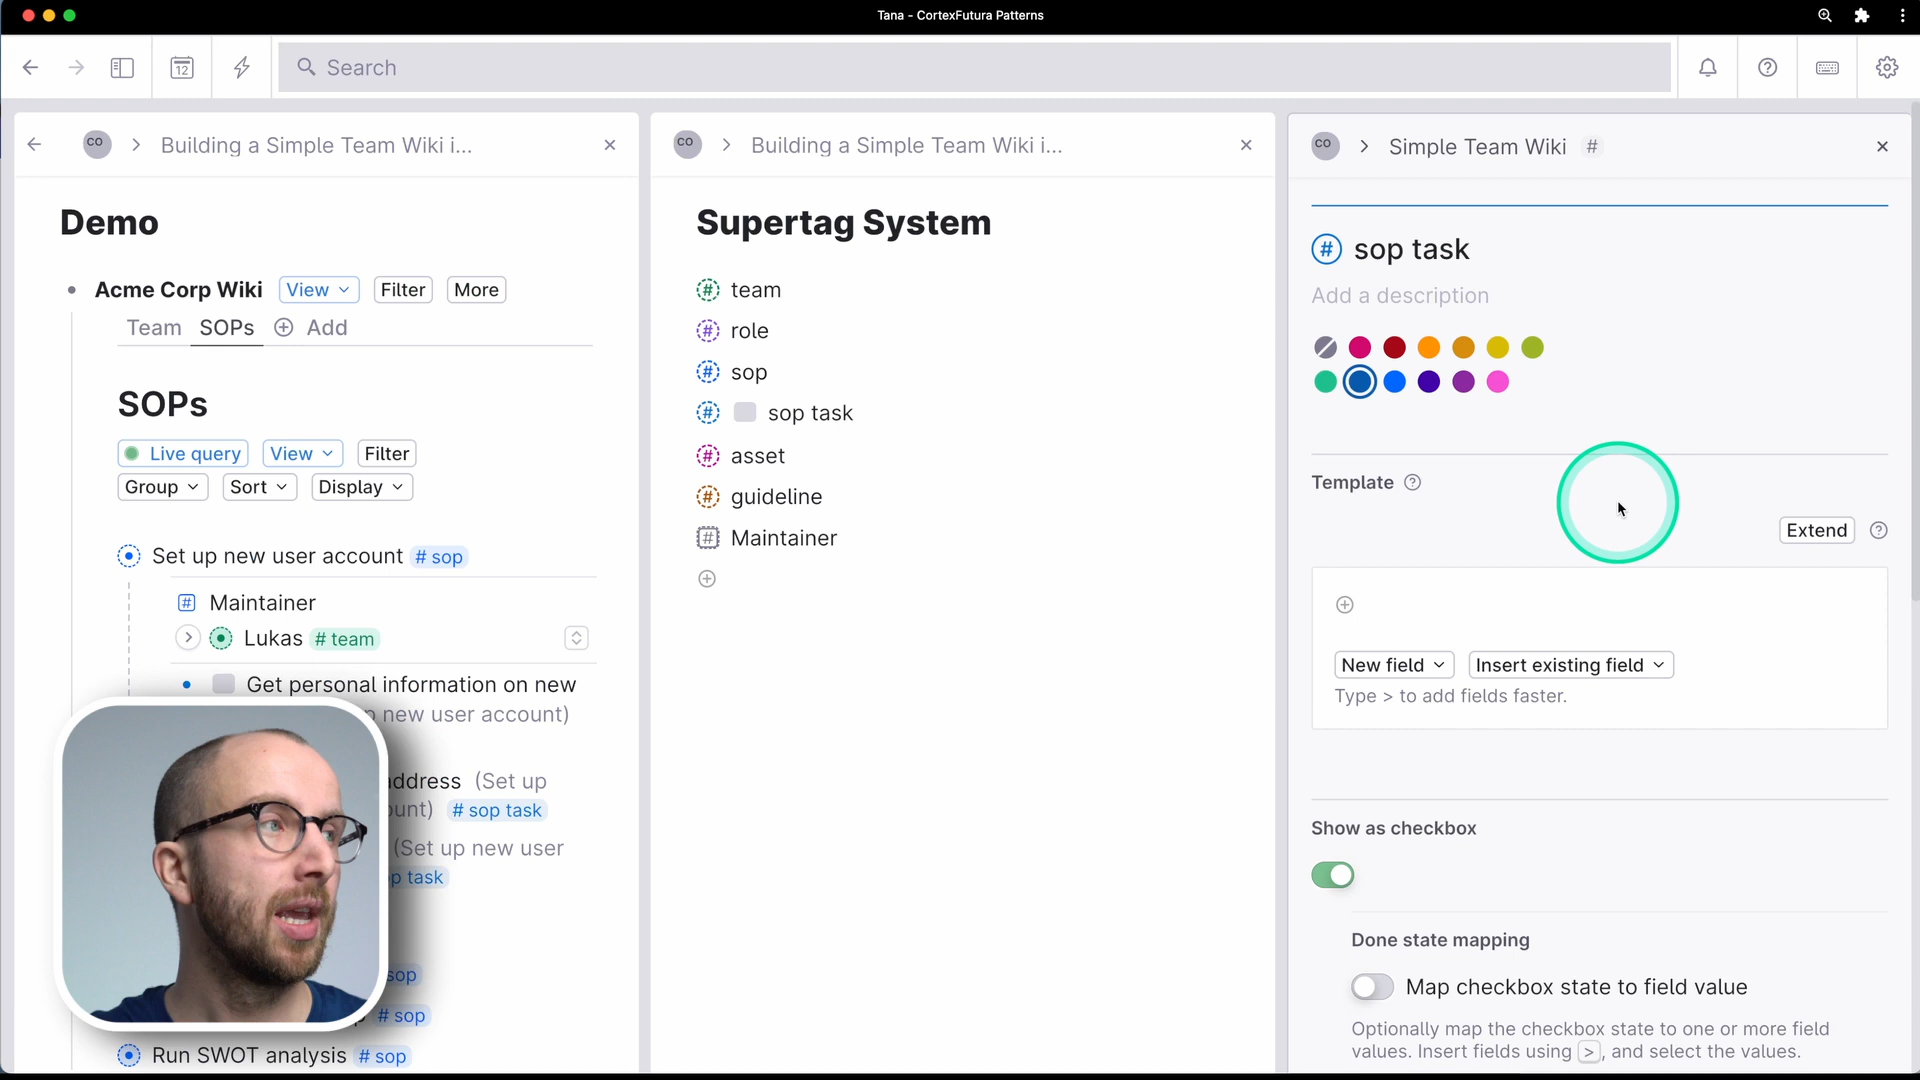 Tana - CortexFutura Patterns
12
Search
CO
Building a Simple Team Wiki i...
Demo
Acme Corp Wiki View Filter More
Team SOPs Add
SOPs
Live query View Filter
Group Sort Display
Set up new user account # sop
Maintainer
Lukas # team
Get personal information on new
new user account)
address (Set up
# sop task
(Set up new user
task
sop
# sop
Run SWOT analysis # sop
CO
Building a Simple Team Wiki i...
Supertag System
# team
# role
# sop
# sop task
# asset
# guideline
# Maintainer
CO
Simple Team Wiki #
# sop task
Add a description
Template ?
Extend ?
New field Insert existing field
Type > to add fields faster.
Show as checkbox
Done state mapping
Map checkbox state to field value
Optionally map the checkbox state to one or more field
values. Insert fields using > , and select the values.